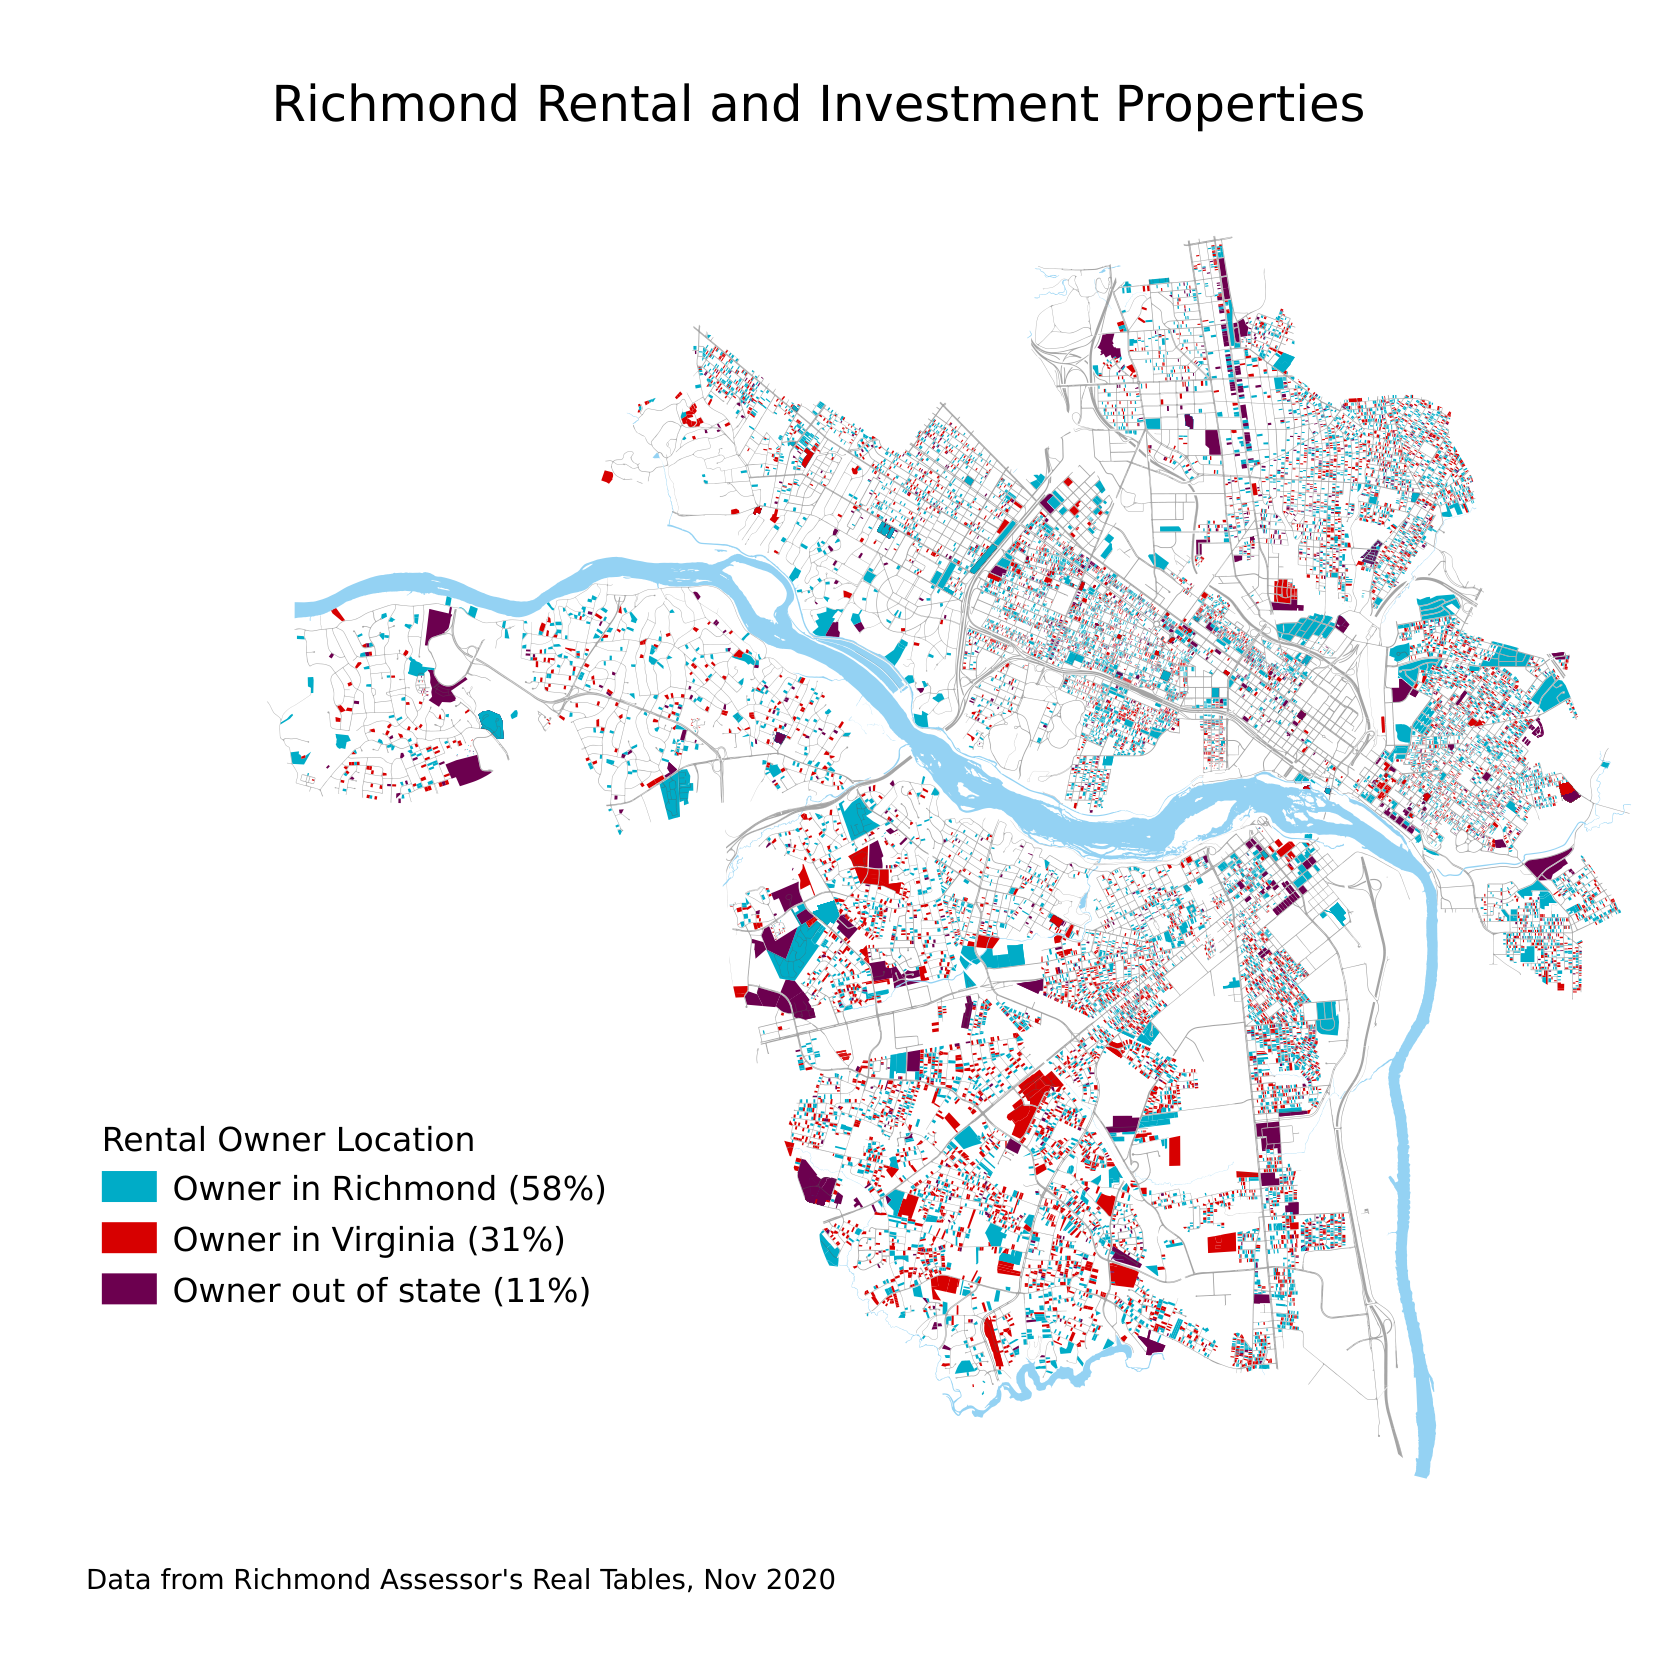 Richmond Rental and Investment Properties
Rental Owner Location
Owner in Richmond (58%)
Owner in Virginia (31%)
Owner out of state (11%)
Data from Richmond Assessor's Real Tables, Nov 2020